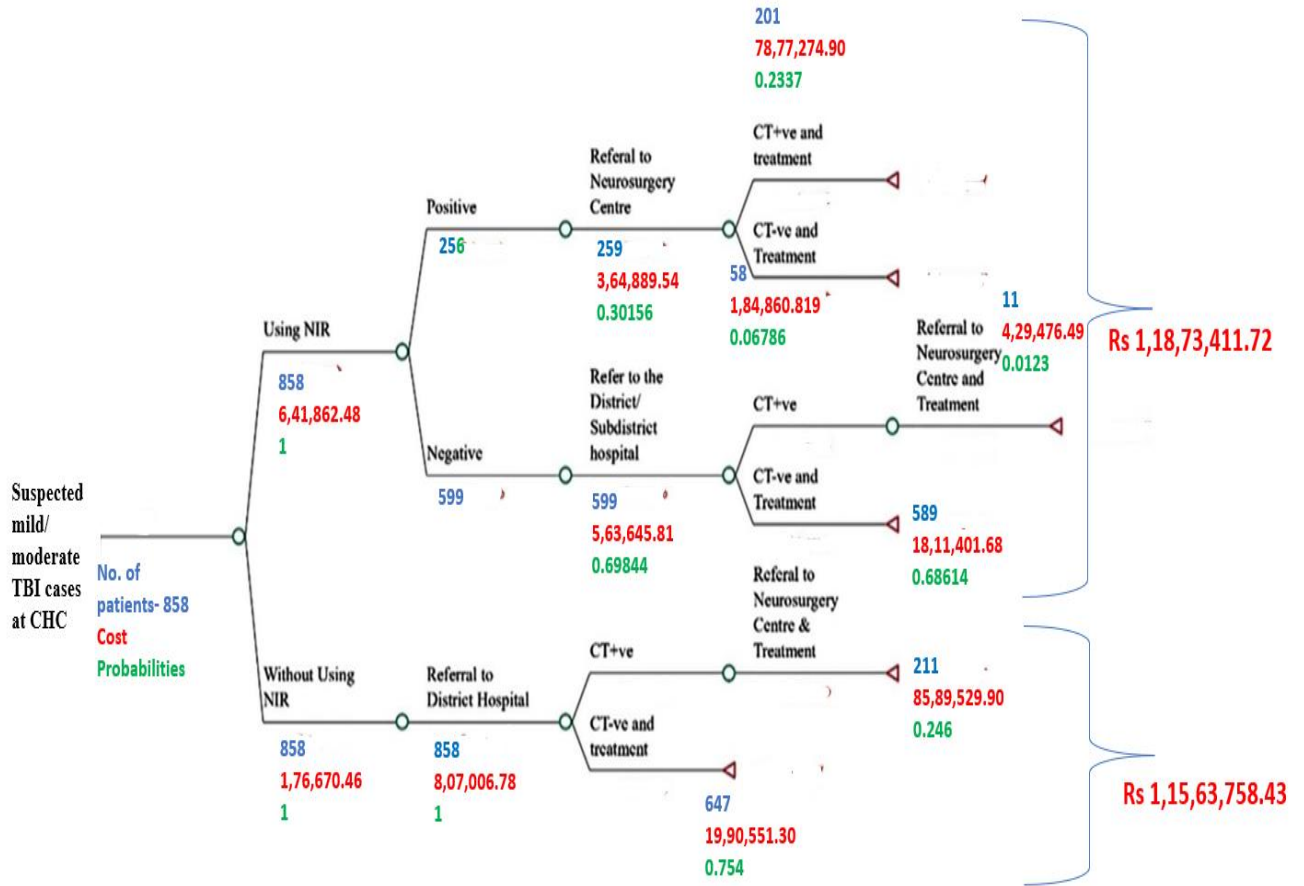 Suspected
mild/
moderate
TBI cases
at CHC
No. of
patients- 858
Cost
Probabilities
Using NIR
858
6,41,862.48
1
Positive
256
Referal to
Neurosurgery
Centre
259
3,64,889.54
0.30156
201
78,77,274.90
0.2337
CT+ve and
treatment
CT-ve and
Treatment
58
1,84,860.819
0.06786
Negative
599
Refer to the
District/
Subdistrict
hospital
599
5,63,645.81
0.69844
CT+ve
Referral to
Neurosurgery
Centre and
Treatment
11
4,29,476.49
0.0123
CT-ve and
Treatment
589
18,11,401.68
0.68614
Rs 1,18,73,411.72
Without Using
NIR
858
1,76,670.46
1
Referral to
District Hospital
858
8,07,006.78
1
CT+ve
Referal to
Neurosurgery
Centre &
Treatment
211
85,89,529.90
0.246
CT-ve and
treatment
647
19,90,551.30
0.754
Rs 1,15,63,758.43